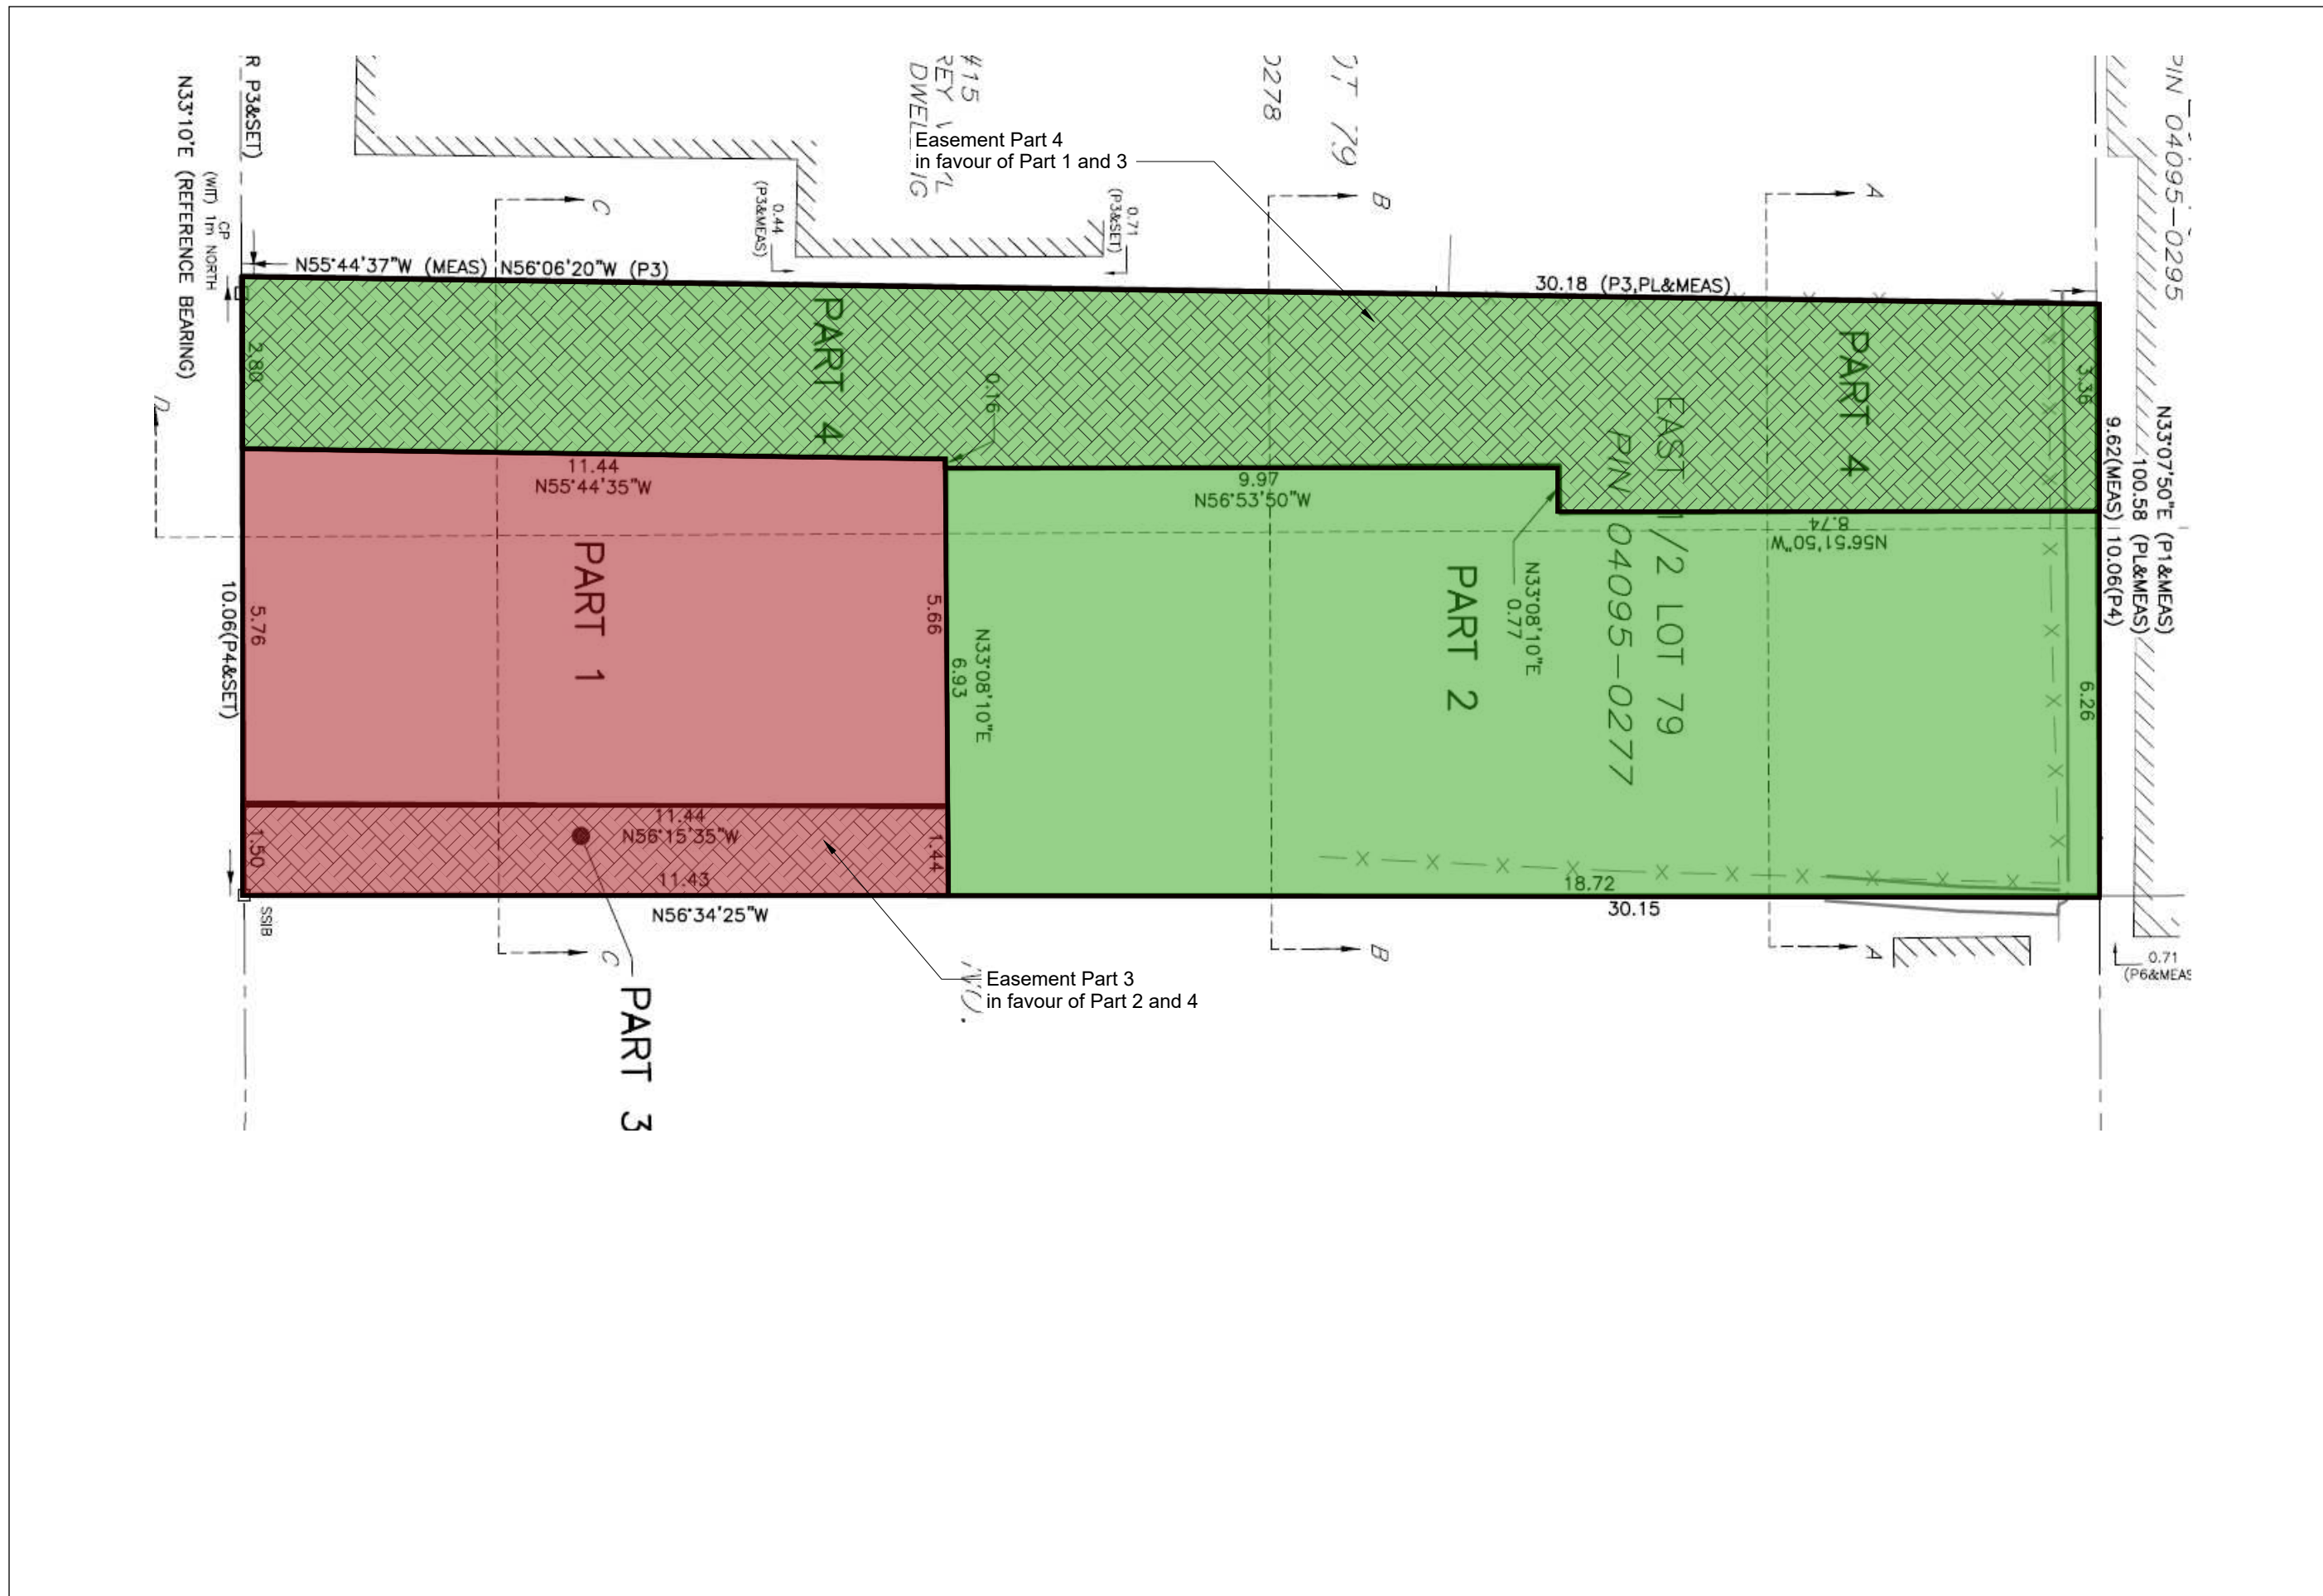 R P3&SET)
N33°10'E (REFERENCE BEARING)
CP
(WIT) 1m NORTH
#15
DWEL
Easement Part 4
in favour of Part 1 and 3
0278
79
PIN 04095-0295
0.44
(P3&MEAS)
0.71
(P3&SET)
C
B
A
N55°44'37"W (MEAS) N56°06'20"W (P3)
30.18 (P3,PL&MEAS)
2.80
PART 4
0.16
PART 4
3.36
EAST 1/2 LOT 79
PIN 04095-0277
N33°07'50"E (P1&MEAS)
100.58 (PL&MEAS)
9.62(MEAS) 10.06(P4)
D
11.44
N55°44'35"W
9.97
N56°53'50"W
8.74
N56°51'50"W
N33°08'10"E
0.77
PART 1
PART 2
5.76
10.06(P4&SET)
5.66
N33°08'10"E
6.93
6.26
11.44
N56°15'35"W
1.50
1.44
11.43
18.72
N56°34'25"W
30.15
SSIB
C
B
A
0.71
(P6&MEAS
PART 3
Easement Part 3
in favour of Part 2 and 4